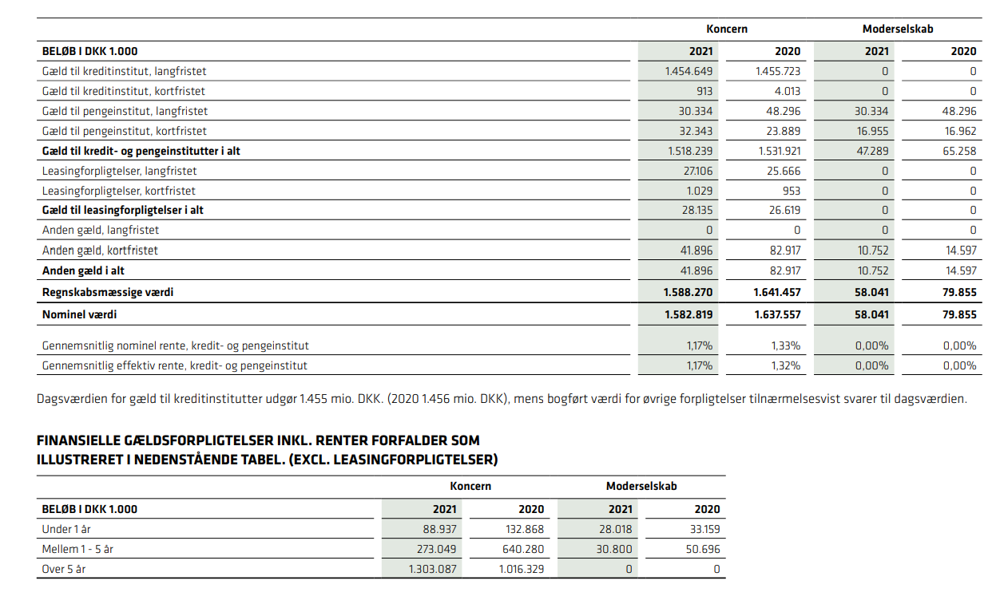 Koncern Moderselskab
BELØB I DKK 1.000 2021 2020 2021 2020
Gæld til kreditinstitut, langfristet 1.454.649 1.455.723 0 0
Gæld til kreditinstitut, kortfristet 913 4.013 0 0
Gæld til pengeinstitut, langfristet 30.334 48.296 30.334 48.296
Gæld til pengeinstitut, kortfristet 32.343 23.889 16.955 16.962
Gæld til kredit- og pengeinstitutter i alt 1.518.239 1.531.921 47.289 65.258
Leasingforpligtelser, langfristet 27.106 25.666 0 0
Leasingforpligtelser, kortfristet 1.029 953 0 0
Gæld til leasingforpligtelser i alt 28.135 26.619 0 0
Anden gæld, langfristet 0 0 0 0
Anden gæld, kortfristet 41.896 82.917 10.752 14.597
Anden gæld i alt 41.896 82.917 10.752 14.597
Regnskabsmæssige værdi 1.588.270 1.641.457 58.041 79.855
Nominel værdi 1.582.819 1.637.557 58.041 79.855
Gennemsnitlig nominel rente, kredit- og pengeinstitut 1,17% 1,33% 0,00% 0,00%
Gennemsnitlig effektiv rente, kredit- og pengeinstitut 1,17% 1,32% 0,00% 0,00%
Dagsværdien for gæld til kreditinstitutter udgør 1.455 mio. DKK. (2020 1.456 mio. DKK), mens bogført værdi for øvrige forpligtelser tilnærmelsesvist svarer til dagsværdien.
FINANSIELLE GÆLDSFORPLIGTELSER INKL. RENTER FORFALDER SOM
ILLUSTRERET I NEDENSTÅENDE TABEL. (EXCL. LEASINGFORPLIGTELSER)
Koncern Moderselskab
BELØB I DKK 1.000 2021 2020 2021 2020
Under 1 år 88.937 132.868 28.018 33.159
Mellem 1 - 5 år 273.049 640.280 30.800 50.696
Over 5 år 1.303.087 1.016.329 0 0